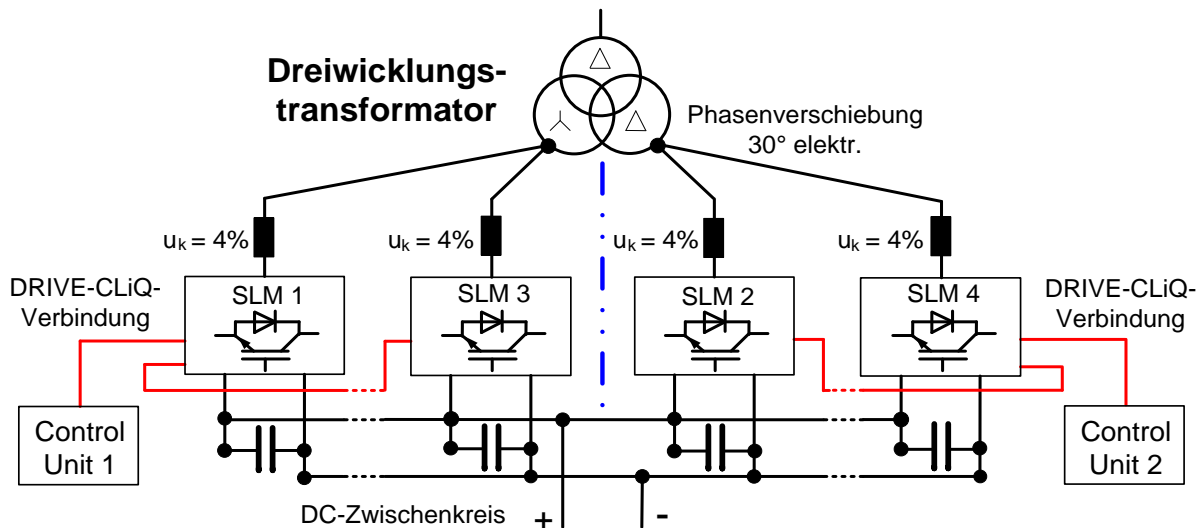 Dreiwicklungs-
transformator
Phasenverschiebung
30° elektr.
uk = 4%
uk = 4%
uk = 4%
uk = 4%
DRIVE-CLiQ-
Verbindung
SLM 1
SLM 3
SLM 2
SLM 4
DRIVE-CLiQ-
Verbindung
Control
Unit 1
Control
Unit 2
DC-Zwischenkreis + -